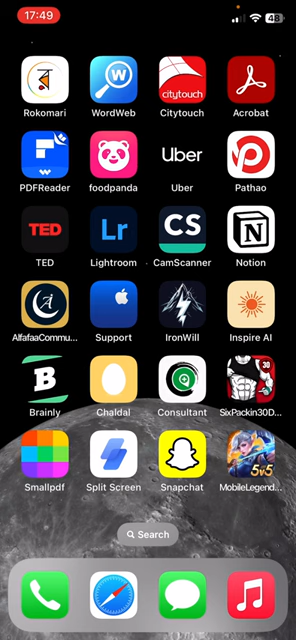 17:49
48
র
W
citytouch
Rokomari
WordWeb
Citytouch
Acrobat
Uber
PDFReader
foodpanda
Uber
Pathao
TED
Lr
CS
N
TED
Lightroom
CamScanner
Notion
A
AlfafaaCommu...
Support
IronWill
Inspire AI
B
30
Brainly
Chaldal
Consultant
SixPackin30D...
5v5
Smallpdf
Split Screen
Snapchat
MobileLegend...
Search